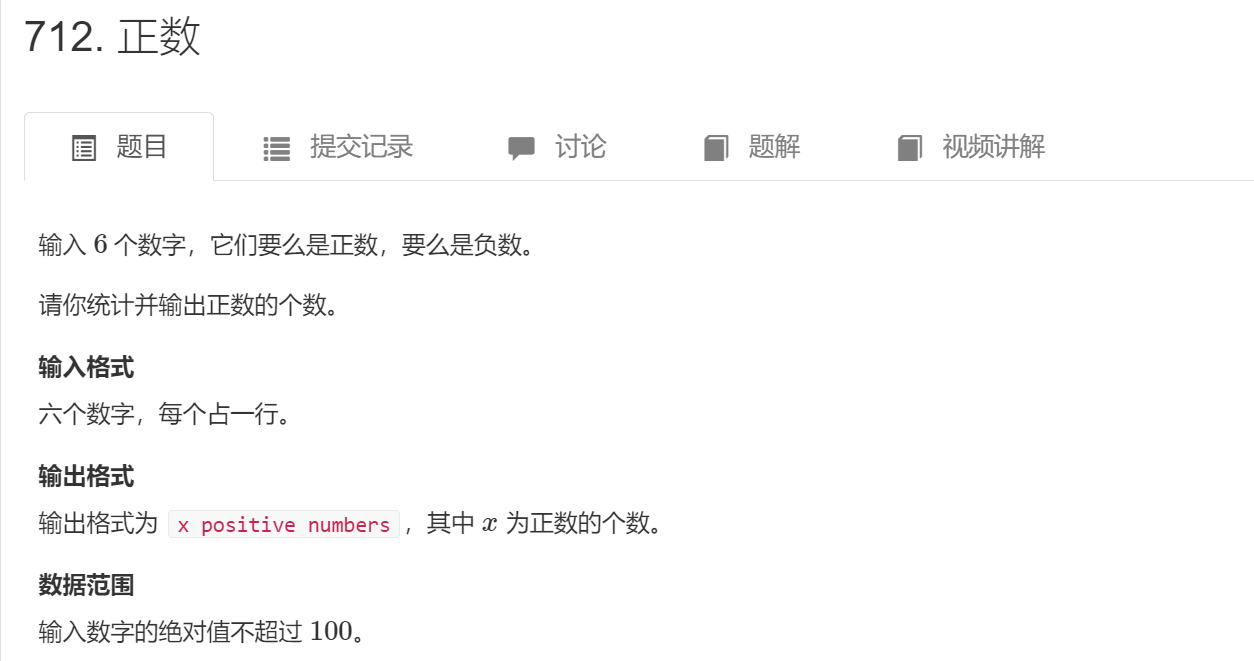 712. 正数
题目 提交记录 讨论 题解 视频讲解
输入 6 个数字，它们要么是正数，要么是负数。
请你统计并输出正数的个数。
输入格式
六个数字，每个占一行。
输出格式
输出格式为 x positive numbers，其中 x 为正数的个数。
数据范围
输入数字的绝对值不超过 100。